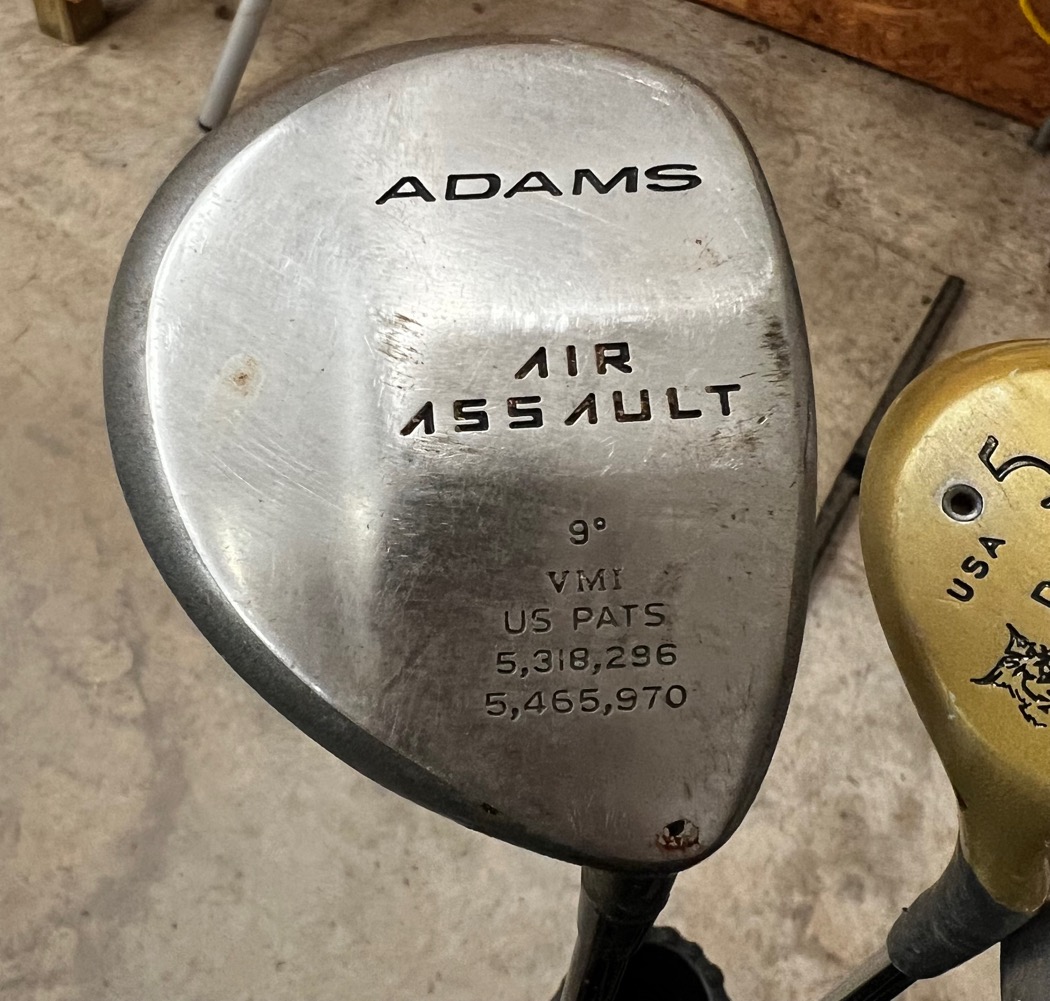 ADAMS
AIR
ASSAULT
9°
VMI
US PATS
5,318,296
5,465,970
5
USA